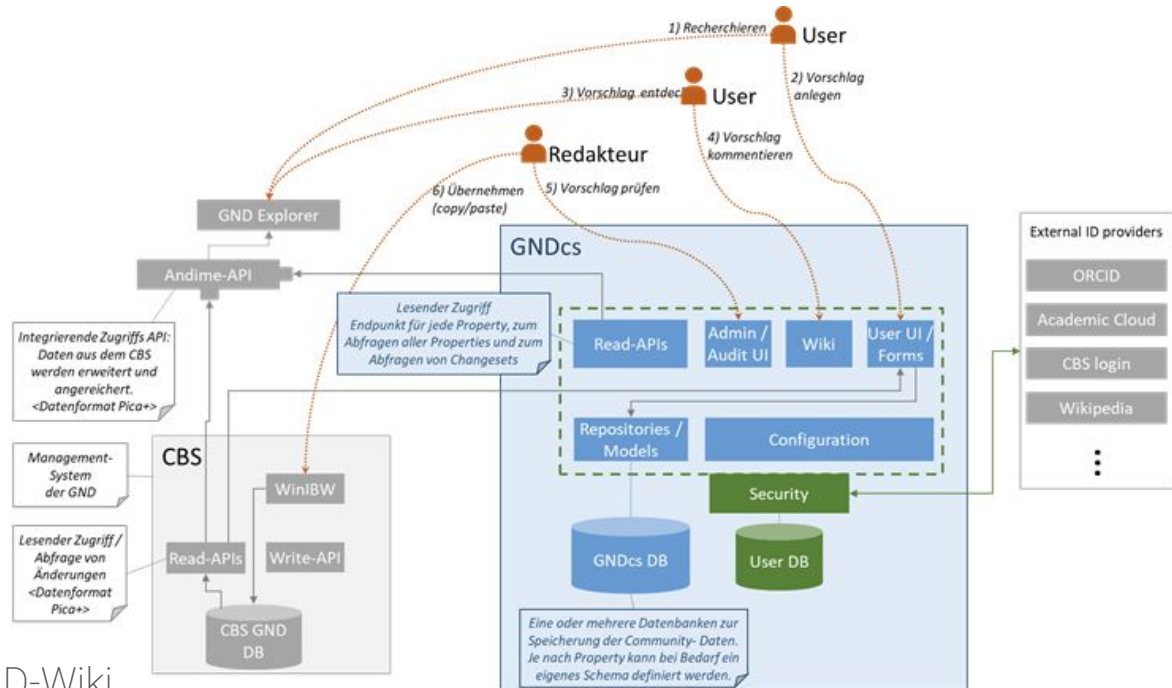 1) Recherchieren
User
2) Vorschlag
anlegen
3) Vorschlag entdec
User
4) Vorschlag
kommentieren
Redakteur
6) Übernehmen
(copy/paste)
5) Vorschlag prüfen
GND Explorer
Andime-API
Integrierende Zugriffs API:
Daten aus dem CBS
werden erweitert und
angereichert.
<Datenformat Pica+>
Management-
System
der GND
Lesender Zugriff /
Abfrage von
Änderungen
<Datenformat
Pica+>
CBS
WinIBW
Read-APIs
Write-API
CBS GND
DB
GNDcs
Lesender Zugriff
Endpunkt für jede Property, zum
Abfragen aller Properties und zum
Abfragen von Changesets
Read-APIs
Admin /
Audit UI
Wiki
User UI /
Forms
Repositories /
Models
Configuration
Security
GNDcs DB
User DB
Eine oder mehrere Datenbanken zur
Speicherung der Community- Daten.
Je nach Property kann bei Bedarf ein
eigenes Schema definiert werden.
External ID providers
ORCID
Academic Cloud
CBS login
Wikipedia
D-Wiki